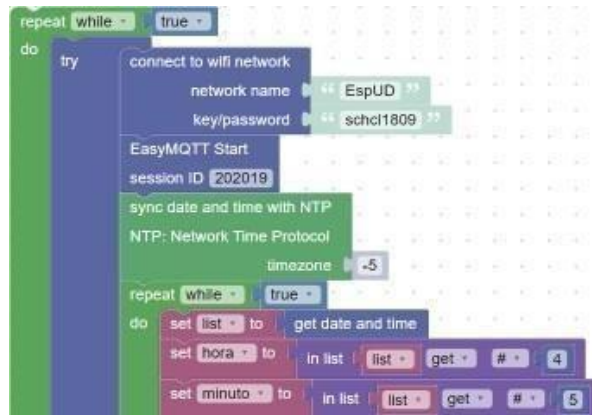 repeat while true
do
try
connect to wifi network
network name “ EspUD ”
key/password “ schcl1809 ”
EasyMQTT Start
session ID 202019
sync date and time with NTP
NTP: Network Time Protocol
timezone -5
repeat while true
do set list to get date and time
set hora to in list list get # 4
set minuto to in list list get # 5